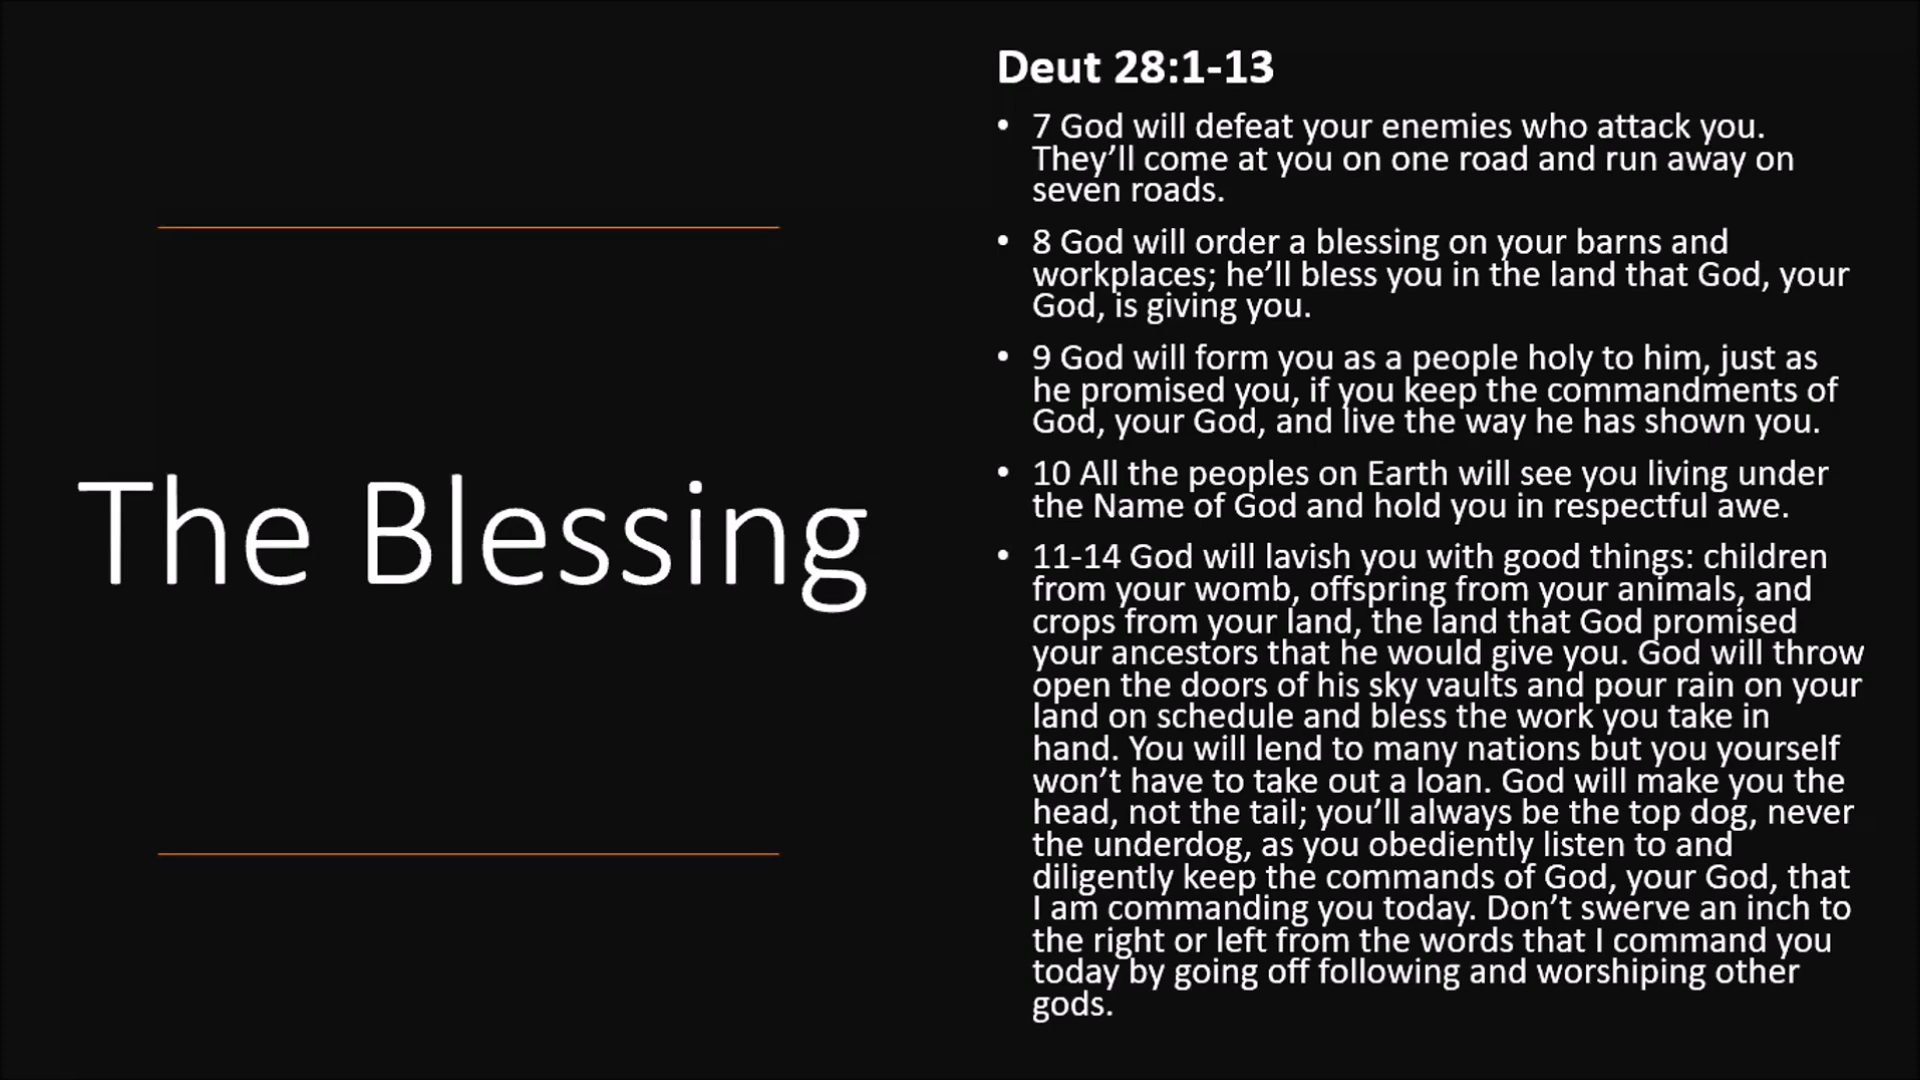 The Blessing
Deut 28:1-13
• 7 God will defeat your enemies who attack you.
They’ll come at you on one road and run away on
seven roads.
• 8 God will order a blessing on your barns and
workplaces; he’ll bless you in the land that God, your
God, is giving you.
• 9 God will form you as a people holy to him, just as
he promised you, if you keep the commandments of
God, your God, and live the way he has shown you.
• 10 All the peoples on Earth will see you living under
the Name of God and hold you in respectful awe.
• 11-14 God will lavish you with good things: children
from your womb, offspring from your animals, and
crops from your land, the land that God promised
your ancestors that he would give you. God will throw
open the doors of his sky vaults and pour rain on your
land on schedule and bless the work you take in
hand. You will lend to many nations but you yourself
won’t have to take out a loan. God will make you the
head, not the tail; you’ll always be the top dog, never
the underdog, as you obediently listen to and
diligently keep the commands of God, your God, that
I am commanding you today. Don’t swerve an inch to
the right or left from the words that I command you
today by going off following and worshiping other
gods.